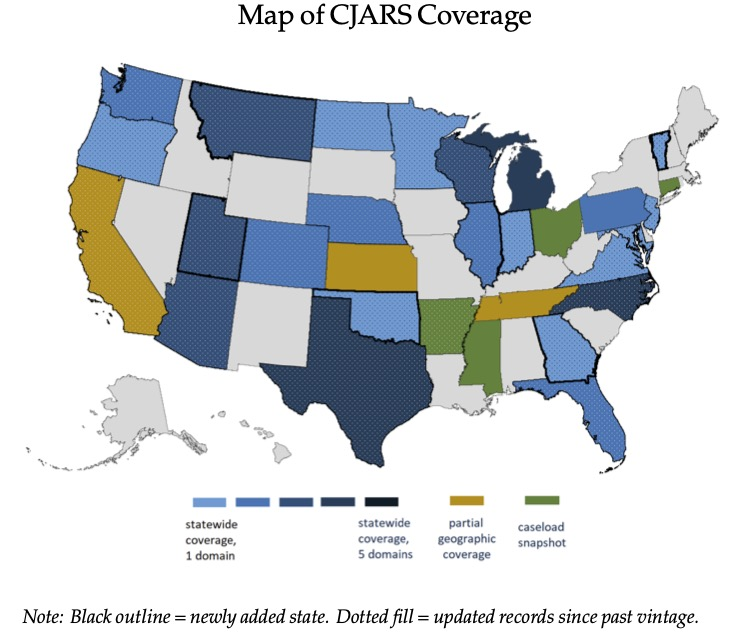 Map of CJARS Coverage
statewide coverage, 1 domain
statewide coverage, 5 domains
partial geographic coverage
caseload snapshot
Note: Black outline = newly added state. Dotted fill = updated records since past vintage.